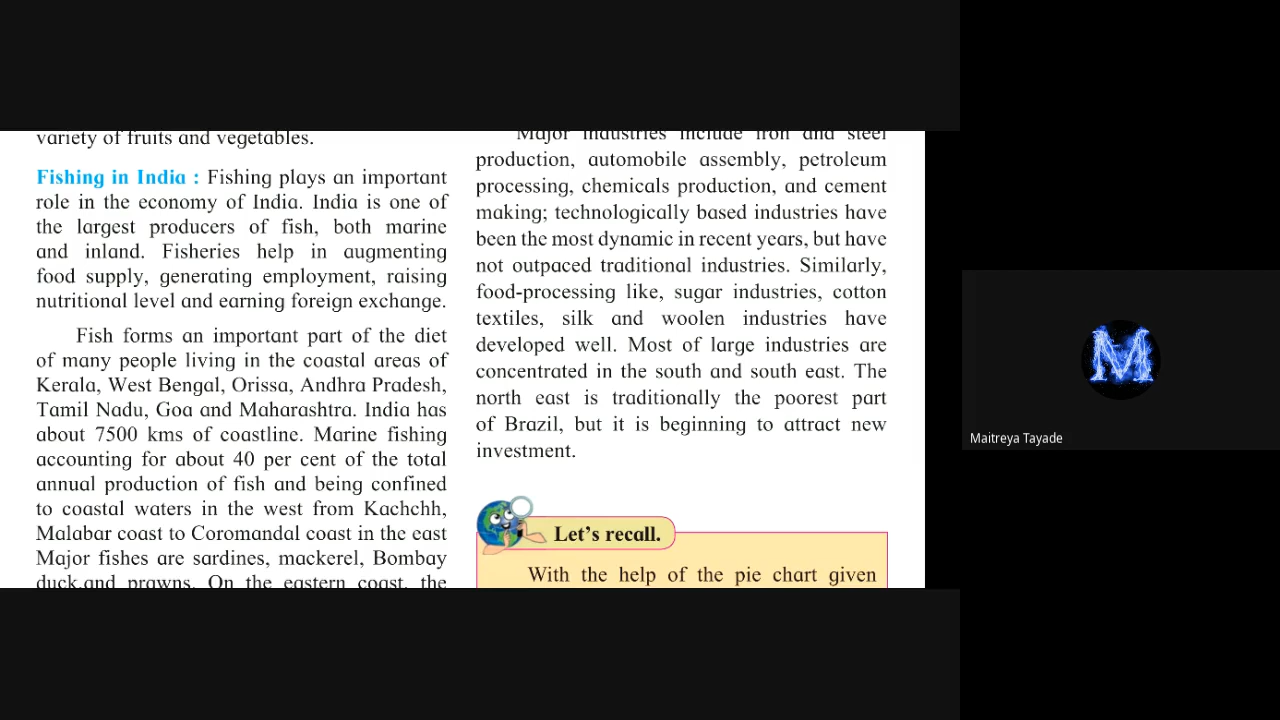 variety of fruits and vegetables.
Fishing in India : Fishing plays an important
role in the economy of India. India is one of
the largest producers of fish, both marine
and inland. Fisheries help in augmenting
food supply, generating employment, raising
nutritional level and earning foreign exchange.
Fish forms an important part of the diet
of many people living in the coastal areas of
Kerala, West Bengal, Orissa, Andhra Pradesh,
Tamil Nadu, Goa and Maharashtra. India has
about 7500 kms of coastline. Marine fishing
accounting for about 40 per cent of the total
annual production of fish and being confined
to coastal waters in the west from Kachchh,
Malabar coast to Coromandal coast in the east
Major fishes are sardines, mackerel, Bombay
duck,and prawns. On the eastern coast, the
Major industries include iron and steel
production, automobile assembly, petroleum
processing, chemicals production, and cement
making; technologically based industries have
been the most dynamic in recent years, but have
not outpaced traditional industries. Similarly,
food-processing like, sugar industries, cotton
textiles, silk and woolen industries have
developed well. Most of large industries are
concentrated in the south and south east. The
north east is traditionally the poorest part
of Brazil, but it is beginning to attract new
investment.
Let's recall.
With the help of the pie chart given
M
Maitreya Tayade